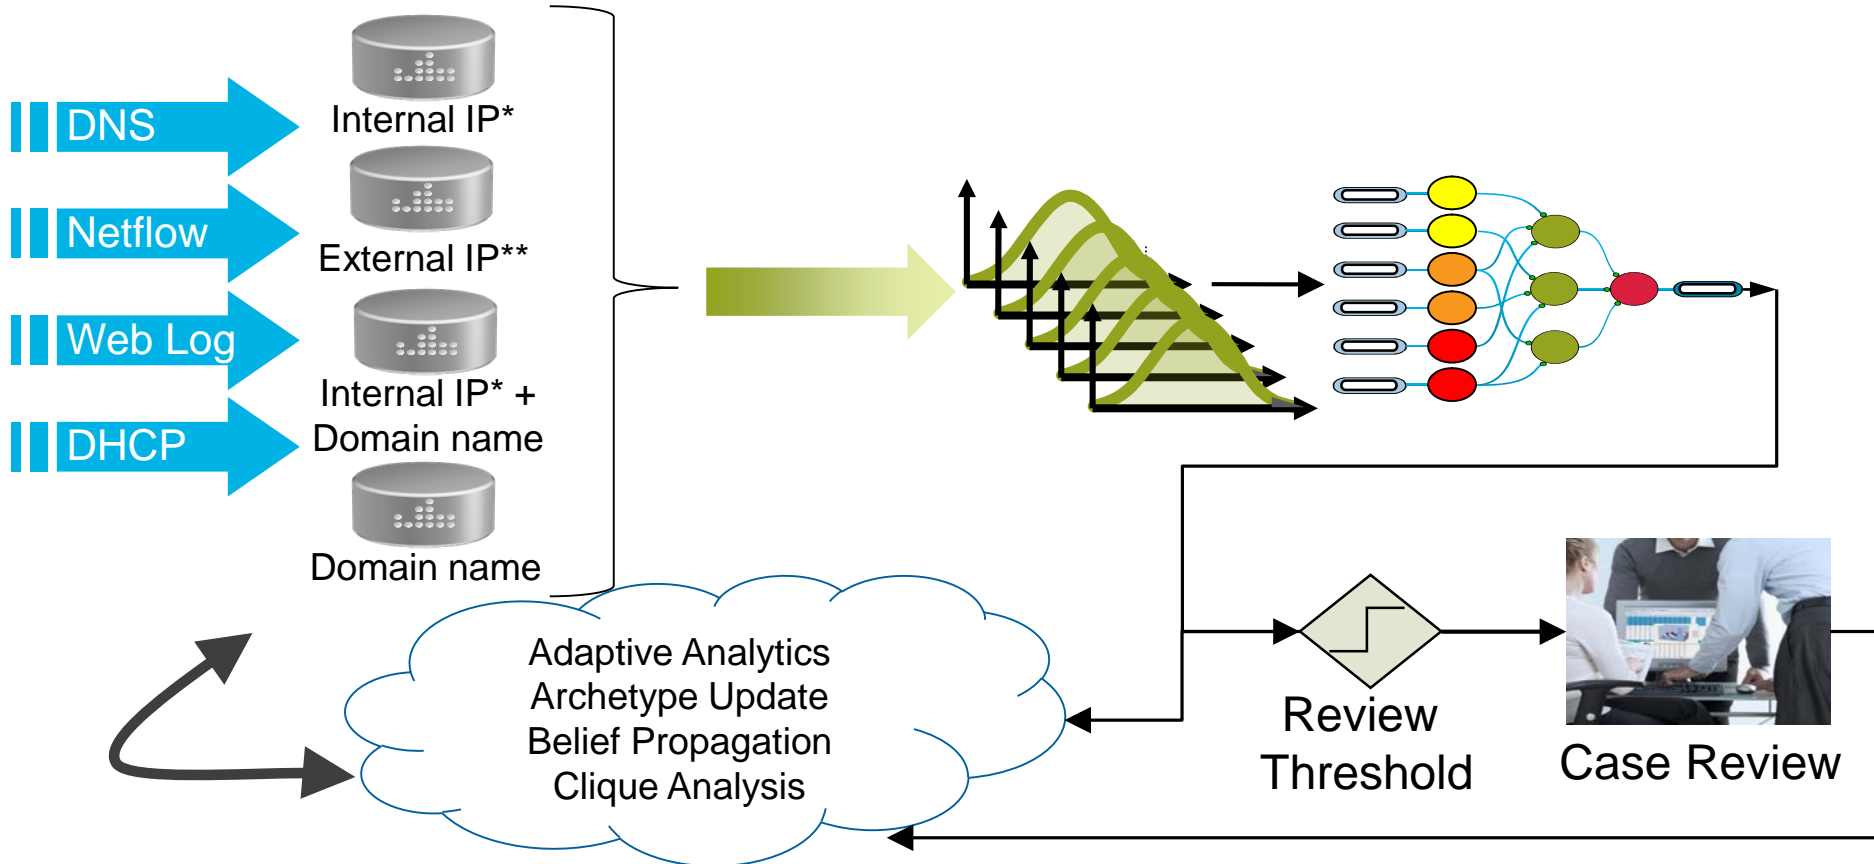 DNS
Netflow
Web Log
DHCP
Internal IP*
External IP**
Internal IP* +
Domain name
Domain name
Adaptive Analytics
Archetype Update
Belief Propagation
Clique Analysis
Review
Threshold
Case Review